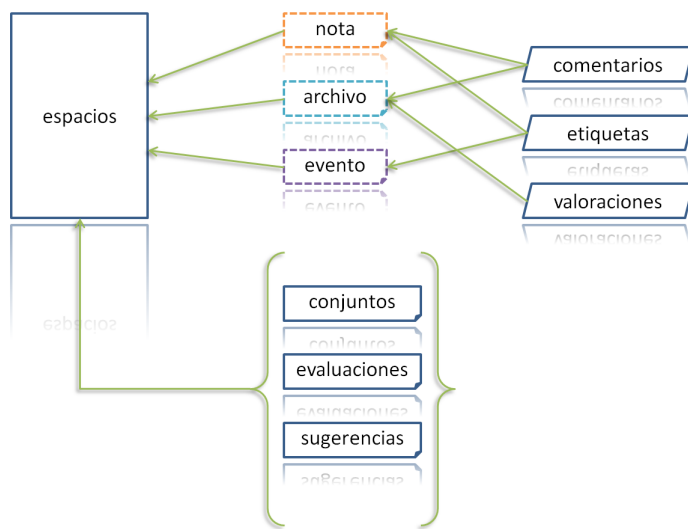 espacios
nota
archivo
evento
comentarios
etiquetas
valoraciones
conjuntos
evaluaciones
sugerencias